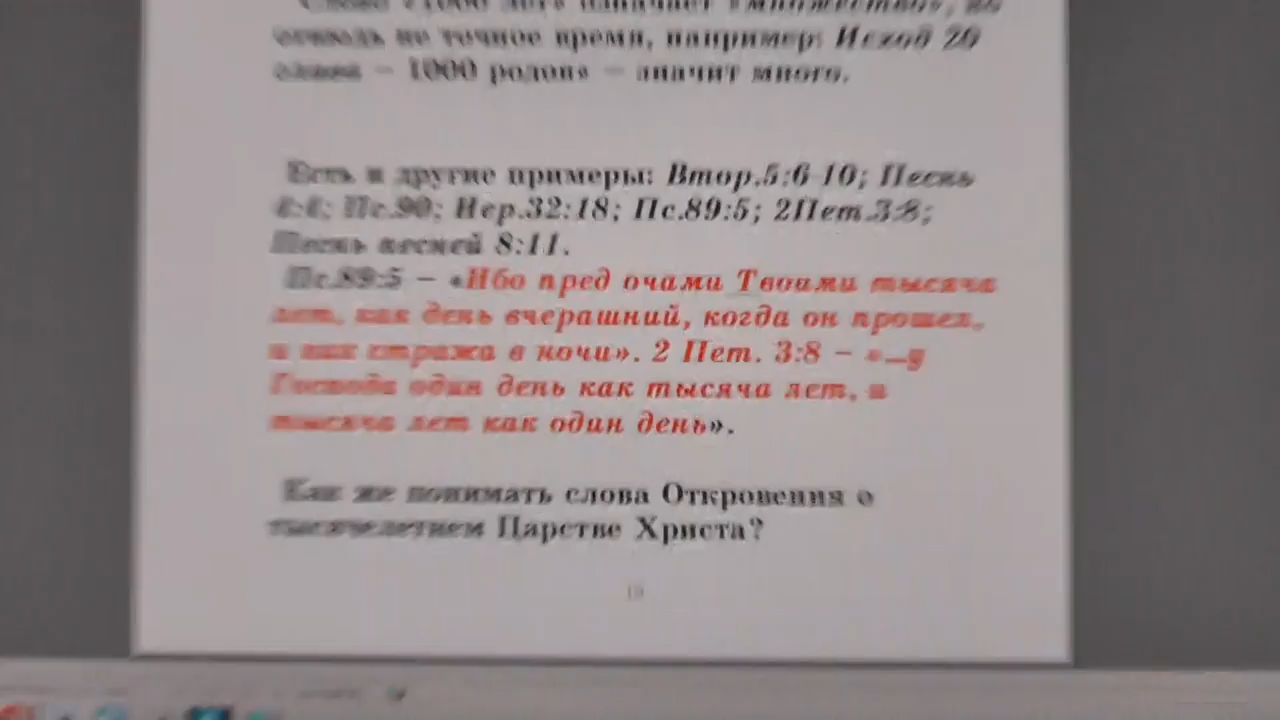 Слово «1000 лет» означает «множество», но
отнюдь не точное время, например: Исход 20
глава – 1000 родов» – значит много.
Есть и другие примеры: Втор.5:6-10; Песнь
4:4; Пс.90; Иер.32:18; Пс.89:5; 2Пет.3:8;
Песнь песней 8:11.
Пс.89:5 – «Ибо пред очами Твоими тысяча
лет, как день вчерашний, когда он прошел,
и как стража в ночи». 2 Пет. 3:8 – «...у
Господа один день как тысяча лет, и
тысяча лет как один день».
Как же понимать слова Откровения о
тысячелетнем Царстве Христа?